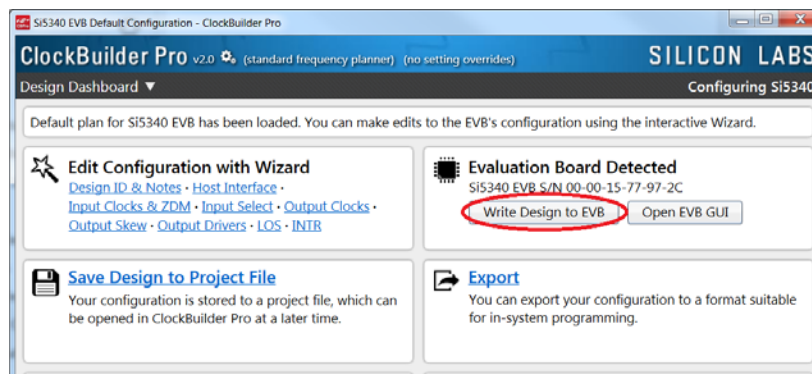 Si5340 EVB Default Configuration - ClockBuilder Pro
ClockBuilder Pro v2.0 (standard frequency planner) (no setting overrides) SILICON LABS
Design Dashboard ▼ Configuring Si5340
Default plan for Si5340 EVB has been loaded. You can make edits to the EVB's configuration using the interactive Wizard.
Edit Configuration with Wizard
Design ID & Notes · Host Interface ·
Input Clocks & ZDM · Input Select · Output Clocks ·
Output Skew · Output Drivers · LOS · INTR
Evaluation Board Detected
Si5340 EVB S/N 00-00-15-77-97-2C
Write Design to EVB Open EVB GUI
Save Design to Project File
Your configuration is stored to a project file, which can
be opened in ClockBuilder Pro at a later time.
Export
You can export your configuration to a format suitable
for in-system programming.